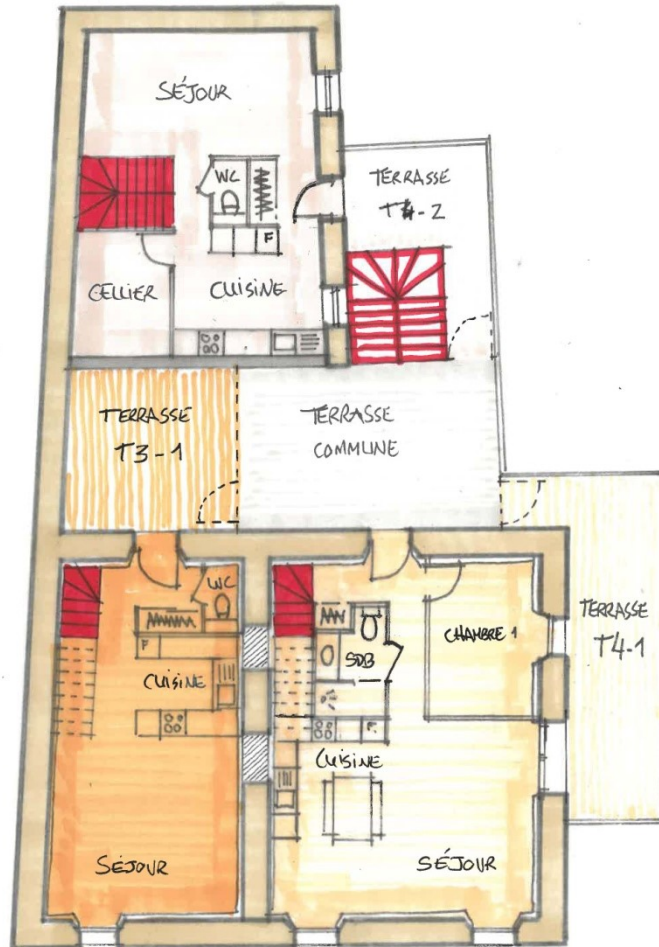 SÉJOUR
WC
F
CELLIER
CUISINE
TERRASSE
T4-2
TERRASSE
T3-1
TERRASSE
COMMUNE
WC
F
CUISINE
SÉJOUR
SDB
CHAMBRE 1
F
CUISINE
SÉJOUR
TERRASSE
T4-1